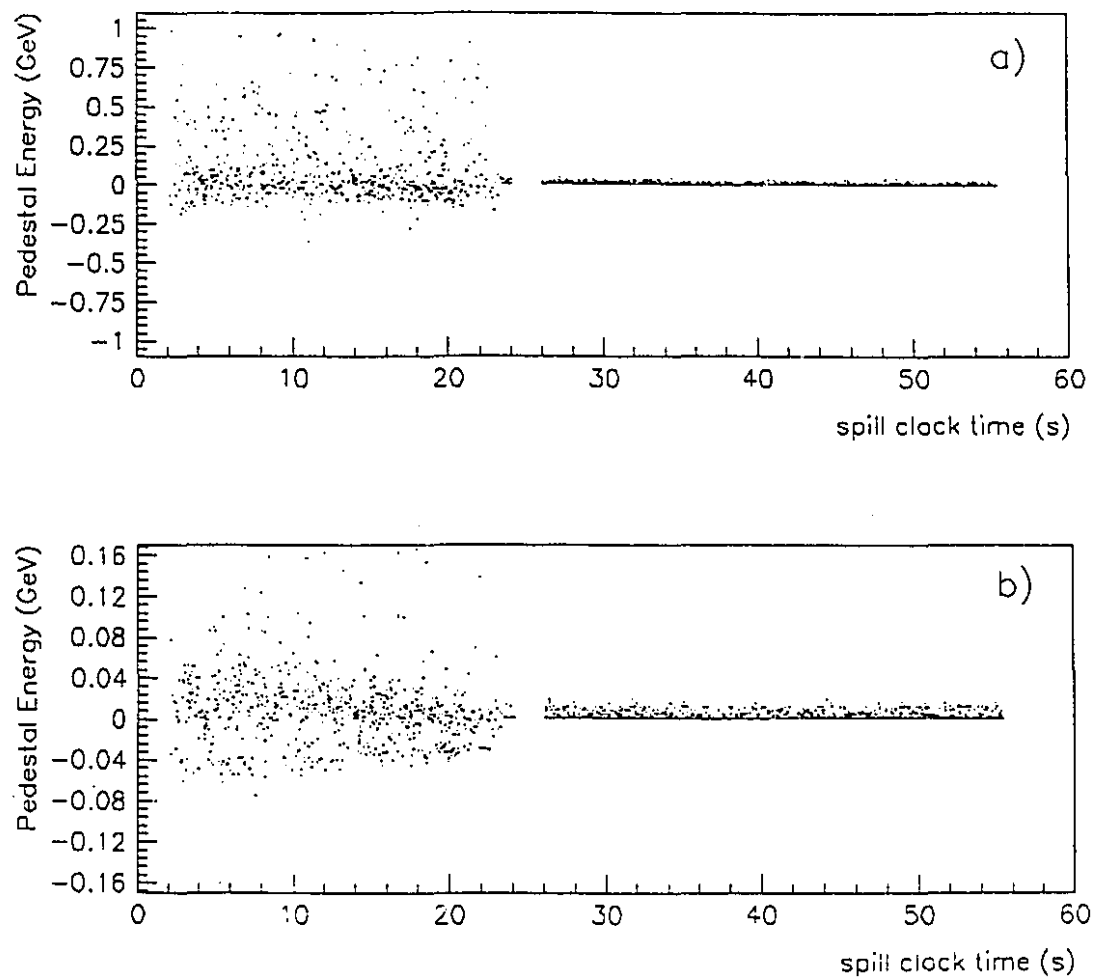 a)
Pedestal Energy (GeV)
1
0.75
0.5
0.25
0
−0.25
−0.5
−0.75
−1
0 10 20 30 40 50 60
spill clock time (s)
b)
Pedestal Energy (GeV)
0.16
0.12
0.08
0.04
0
−0.04
−0.08
−0.12
−0.16
0 10 20 30 40 50 60
spill clock time (s)